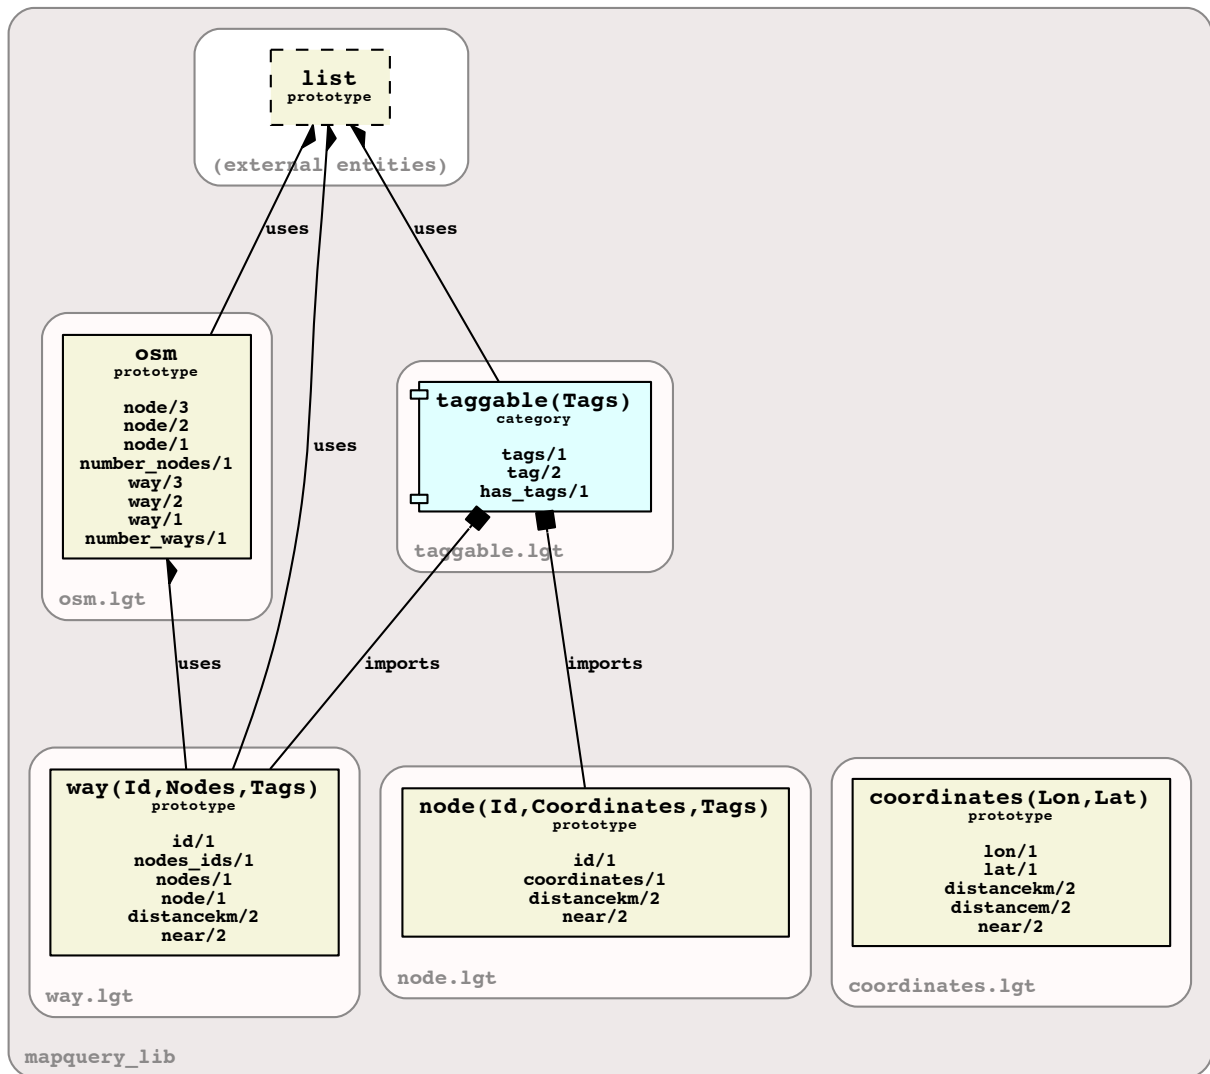 list
prototype
(external entities)
uses
uses
osm
prototype
node/3
node/2
node/1
number_nodes/1
way/3
way/2
way/1
number_ways/1
osm.lgt
uses
taggable(Tags)
category
tags/1
tag/2
has_tags/1
taggable.lgt
uses
imports
imports
way(Id,Nodes,Tags)
prototype
id/1
nodes_ids/1
nodes/1
node/1
distancekm/2
near/2
way.lgt
node(Id,Coordinates,Tags)
prototype
id/1
coordinates/1
distancekm/2
near/2
node.lgt
coordinates(Lon,Lat)
prototype
lon/1
lat/1
distancekm/2
distancem/2
near/2
coordinates.lgt
mapquery_lib